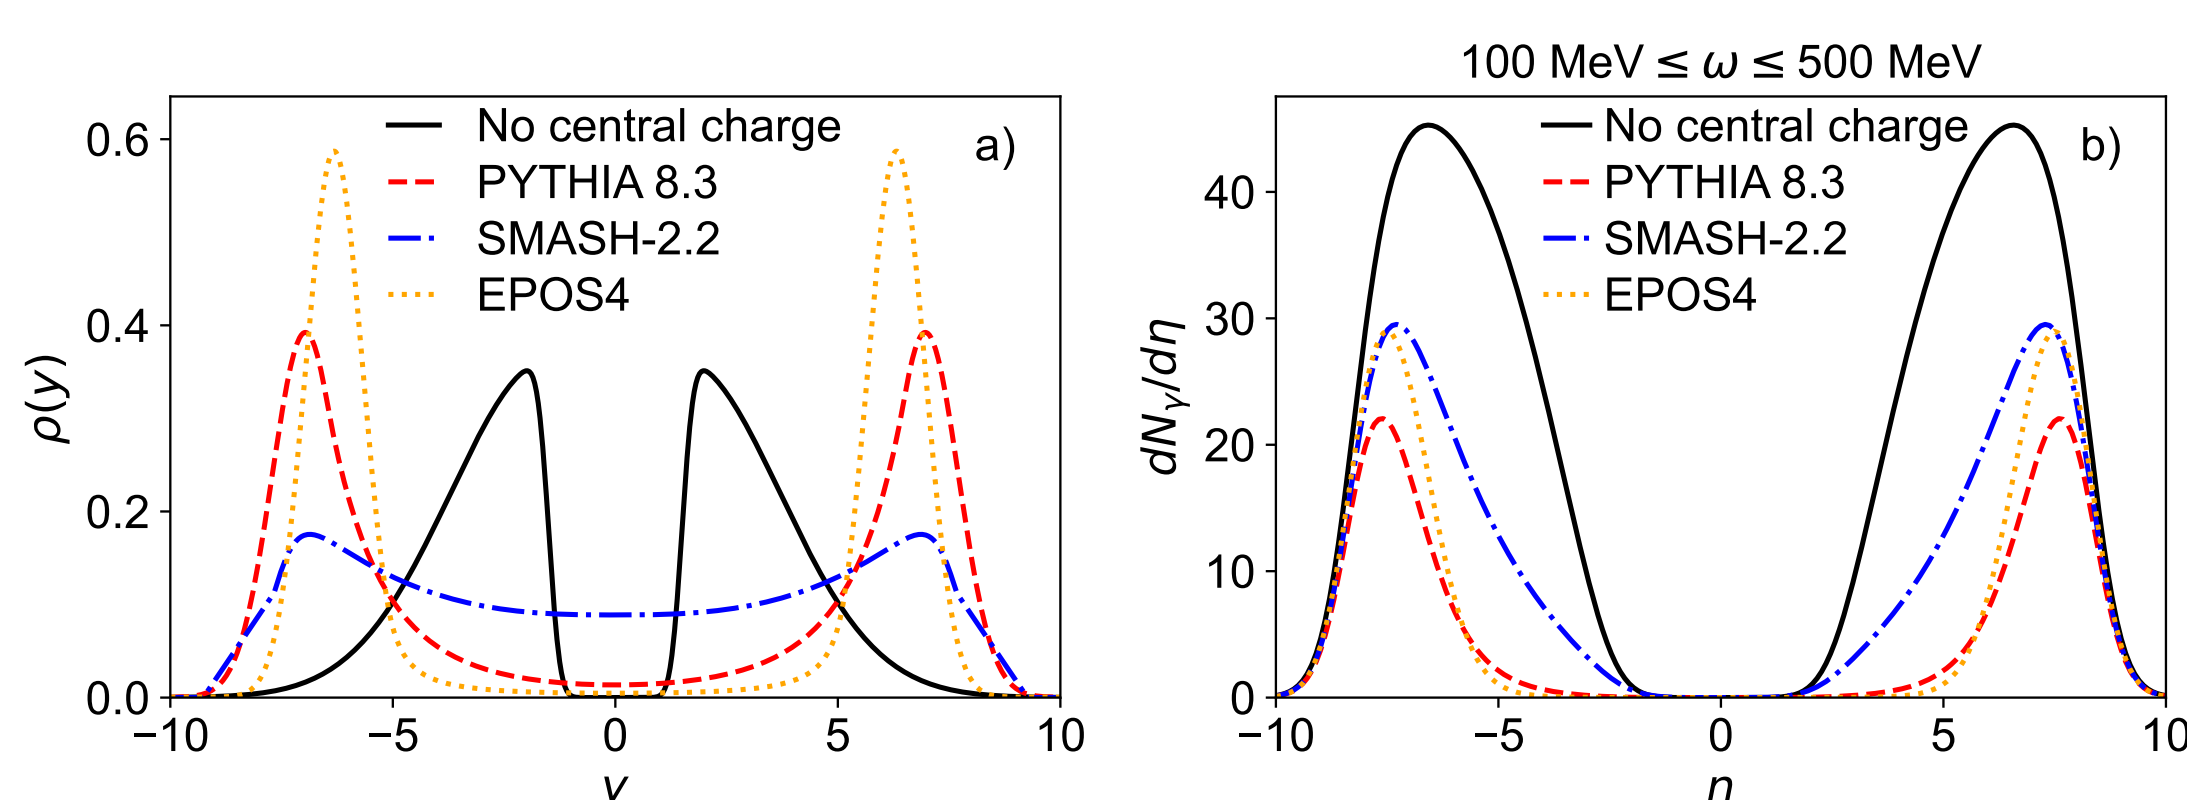 No central charge
PYTHIA 8.3
SMASH-2.2
EPOS4
a)
0.6
0.4
0.2
0.0
ρ(y)
−10 −5 0 5 10
y
100 MeV ≤ ω ≤ 500 MeV
No central charge
PYTHIA 8.3
SMASH-2.2
EPOS4
b)
40
30
20
10
0
dNγ/dη
−10 −5 0 5 10
η